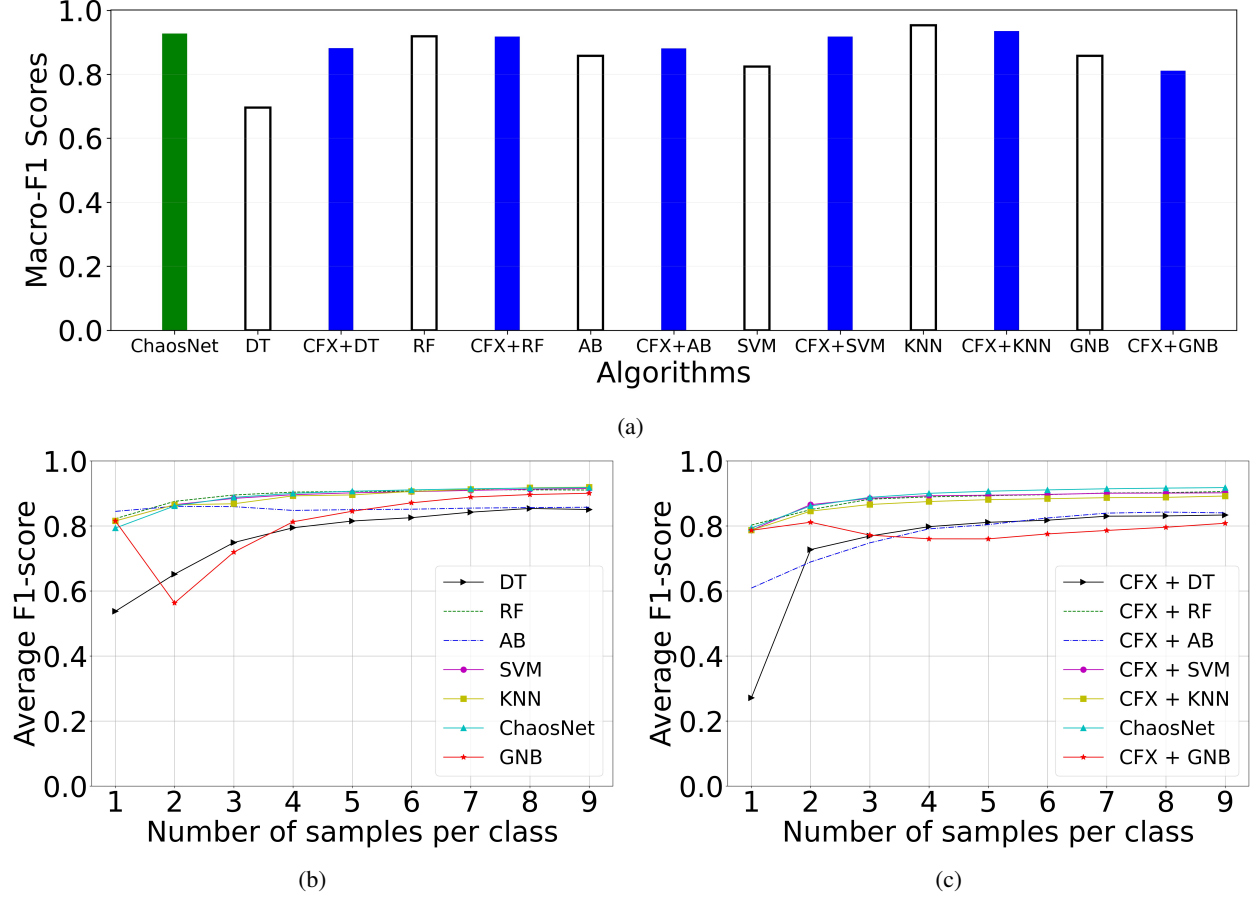 1.0
0.8
0.6
0.4
0.2
0.0
Macro-F1 Scores
ChaosNet DT CFX+DT RF CFX+RF AB CFX+AB SVM CFX+SVM KNN CFX+KNN GNB CFX+GNB
Algorithms
(a)
1.0
0.8
0.6
0.4
0.2
0.0
Average F1-score
DT
RF
AB
SVM
KNN
ChaosNet
GNB
1 2 3 4 5 6 7 8 9
Number of samples per class
(b)
1.0
0.8
0.6
0.4
0.2
0.0
Average F1-score
CFX + DT
CFX + RF
CFX + AB
CFX + SVM
CFX + KNN
ChaosNet
CFX + GNB
1 2 3 4 5 6 7 8 9
Number of samples per class
(c)